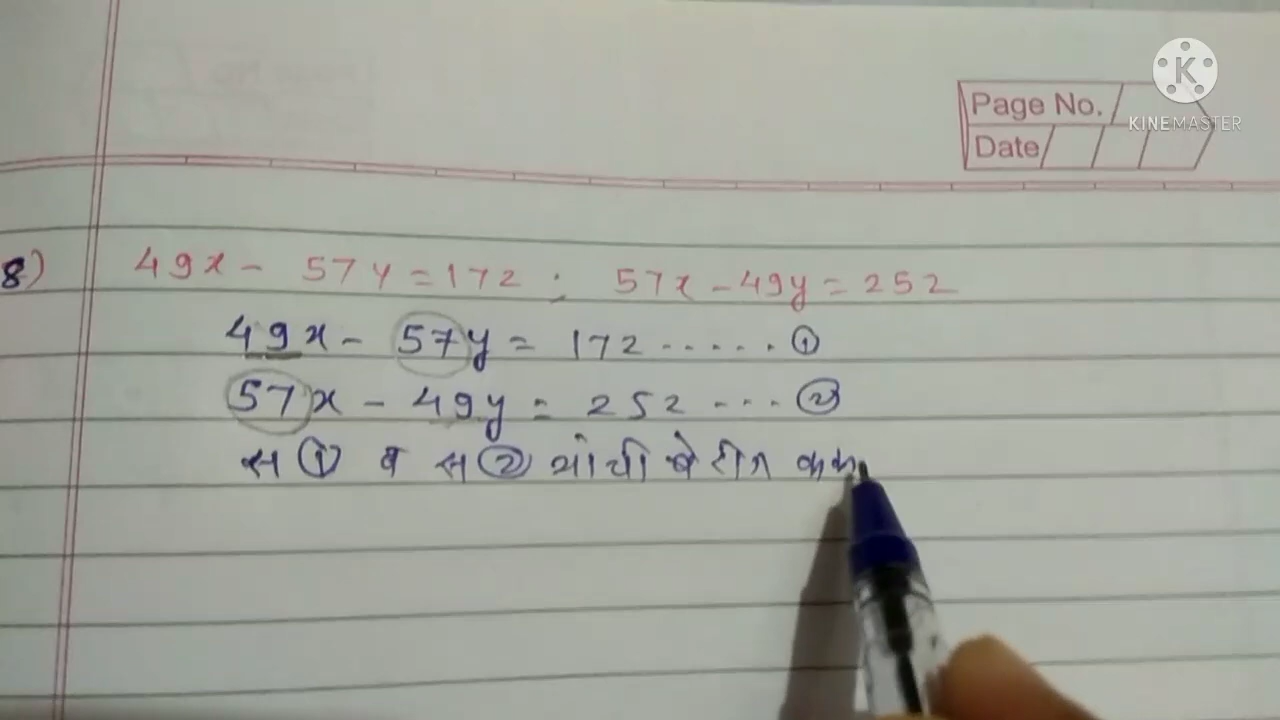 Page No.
Date
KINEMASTER
8) 49x - 57y = 172 ; 57x - 49y = 252
49x - 57y = 172 ..... ①
57x - 49y = 252 ... ②
स ① व स ② यांची बेरीज